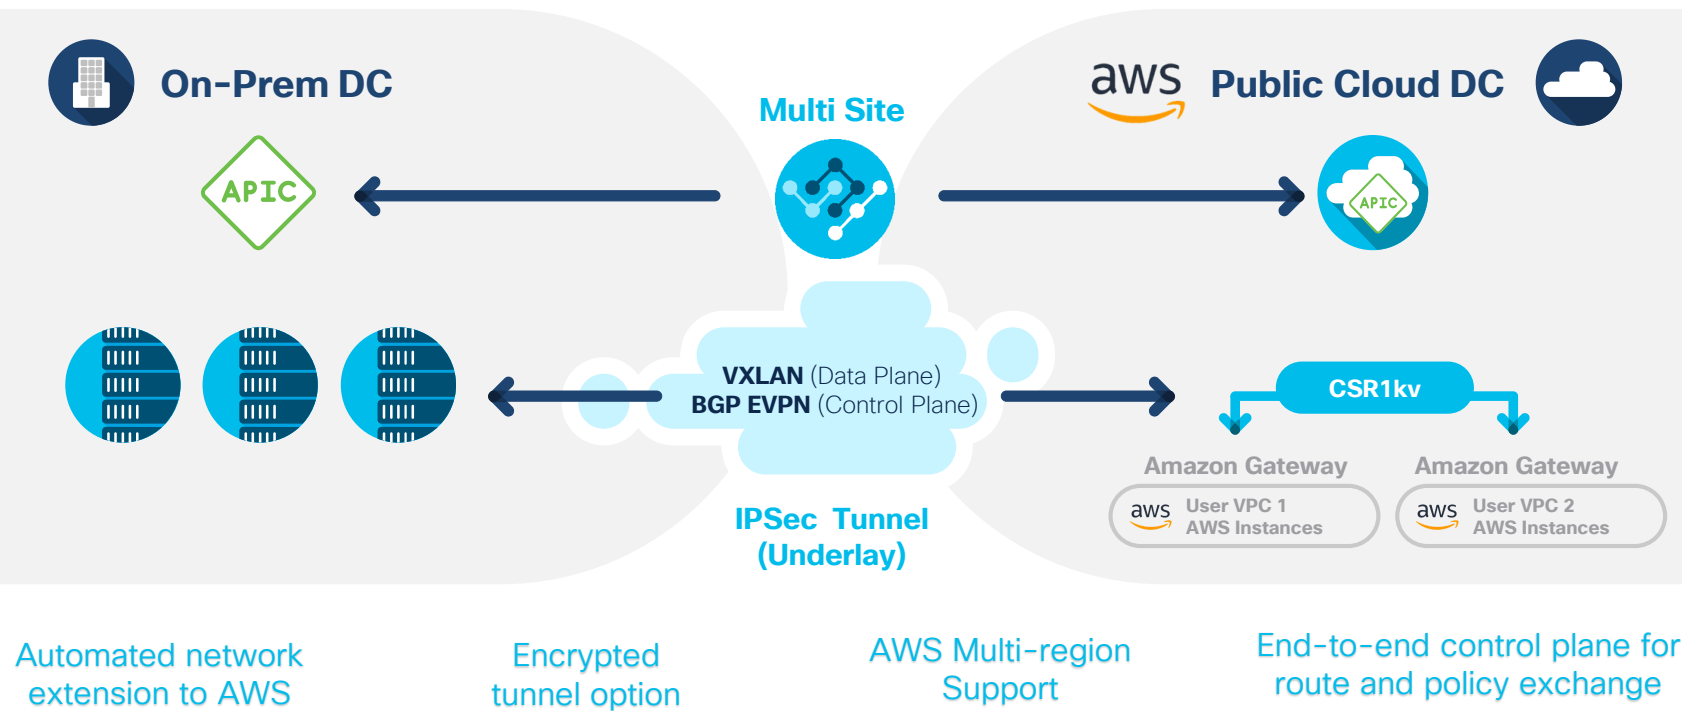 On-Prem DC
aws Public Cloud DC
Multi Site
APIC
APIC
VXLAN (Data Plane)
BGP EVPN (Control Plane)
CSR1kv
Amazon Gateway
Amazon Gateway
aws
User VPC 1
AWS Instances
aws
User VPC 2
AWS Instances
IPSec Tunnel
(Underlay)
Automated network
extension to AWS
Encrypted
tunnel option
AWS Multi-region
Support
End-to-end control plane for
route and policy exchange